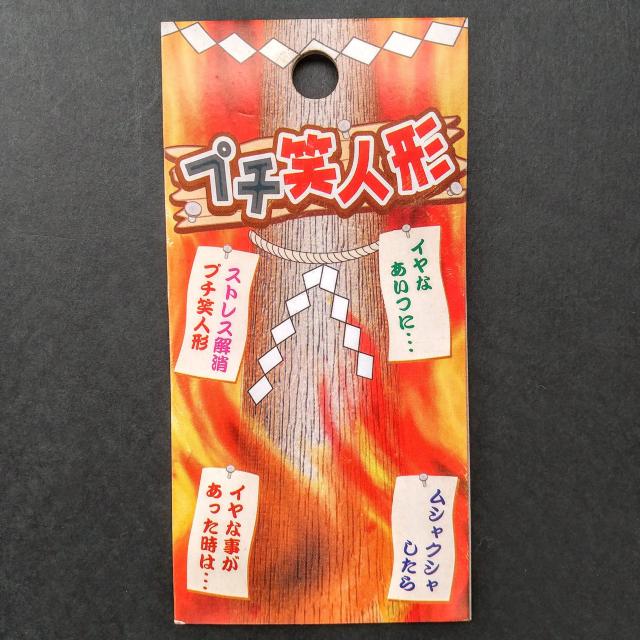 プチ笑人形
イヤな
あいつに…
ストレス解消
プチ笑人形
ムシャクシャ
したら
イヤな事が
あった時は…